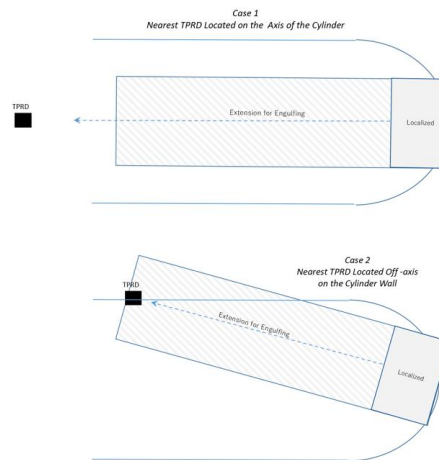 Case 1
Nearest TPRD Located on the Axis of the Cylinder
TPRD
Extension for Engulfing
Localized
Case 2
Nearest TPRD Located Off -axis
on the Cylinder Wall
TPRD
Extension for Engulfing
Localized